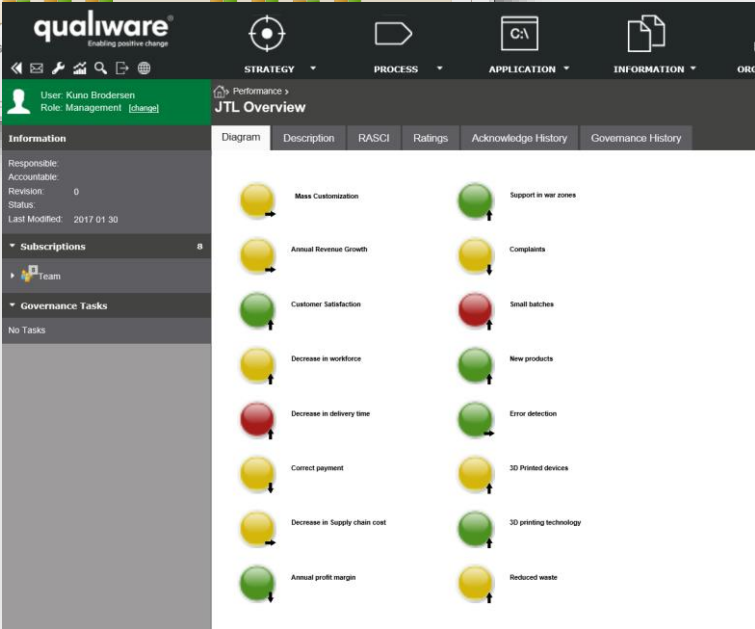 qualiware®
Enabling positive change
C:\
STRATEGY
PROCESS
APPLICATION
INFORMATION
ORG
User: Kuno Brodersen
Role: Management [change]
Performance ›
JTL Overview
Information
Diagram
Description
RASCI
Ratings
Acknowledge History
Governance History
Responsible:
Accountable:
Revision: 0
Status:
Last Modified: 2017 01 30
Subscriptions 8
8
Team
Governance Tasks
No Tasks
Mass Customization
Support in war zones
Annual Revenue Growth
Complaints
Customer Satisfaction
Small batches
Decrease in workforce
New products
Decrease in delivery time
Error detection
Correct payment
3D Printed devices
Decrease in Supply chain cost
3D printing technology
Annual profit margin
Reduced waste